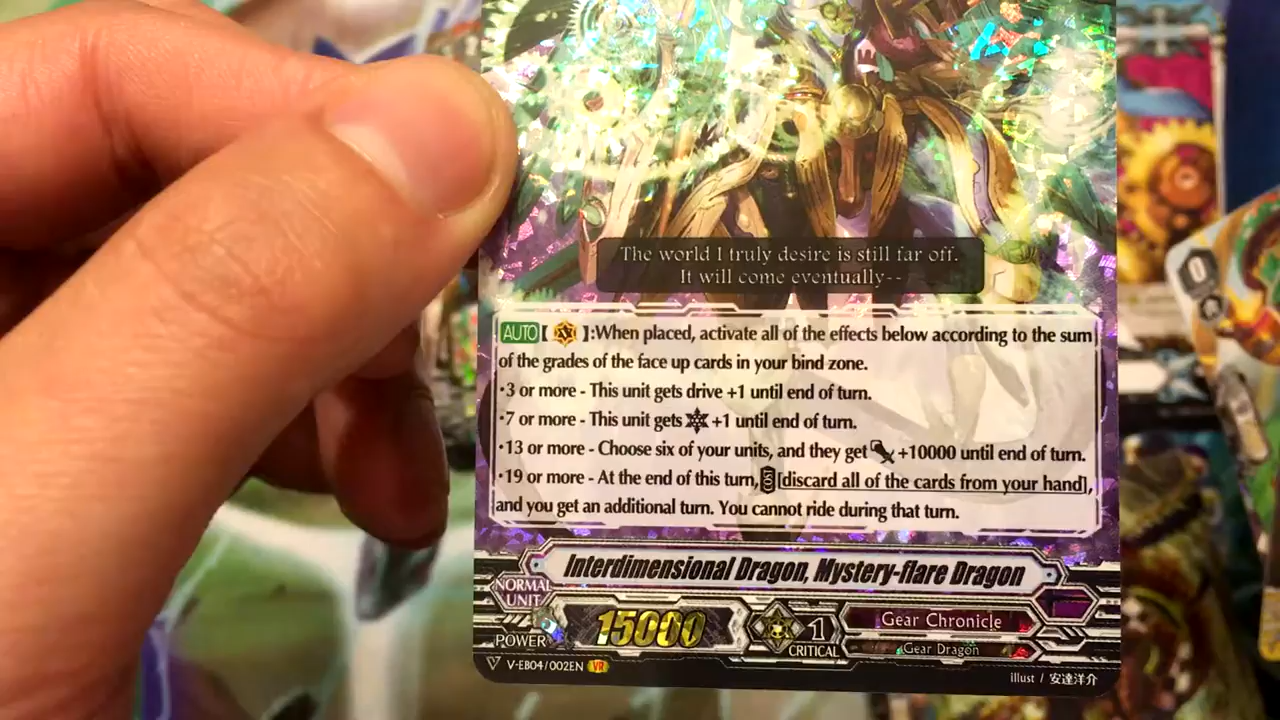 The world I truly desire is still far off.
It will come eventually--
AUTO【 】:When placed, activate all of the effects below according to the sum
of the grades of the face up cards in your bind zone.
・3 or more - This unit gets drive +1 until end of turn.
・7 or more - This unit gets +1 until end of turn.
・13 or more - Choose six of your units, and they get +10000 until end of turn.
・19 or more - At the end of this turn, COST [discard all of the cards from your hand],
and you get an additional turn. You cannot ride during that turn.
Interdimensional Dragon, Mystery-flare Dragon
NORMAL
UNIT
POWER 15000
1
CRITICAL
Gear Chronicle
Gear Dragon
V-EB04/002EN VR
illust / 安達洋介
0